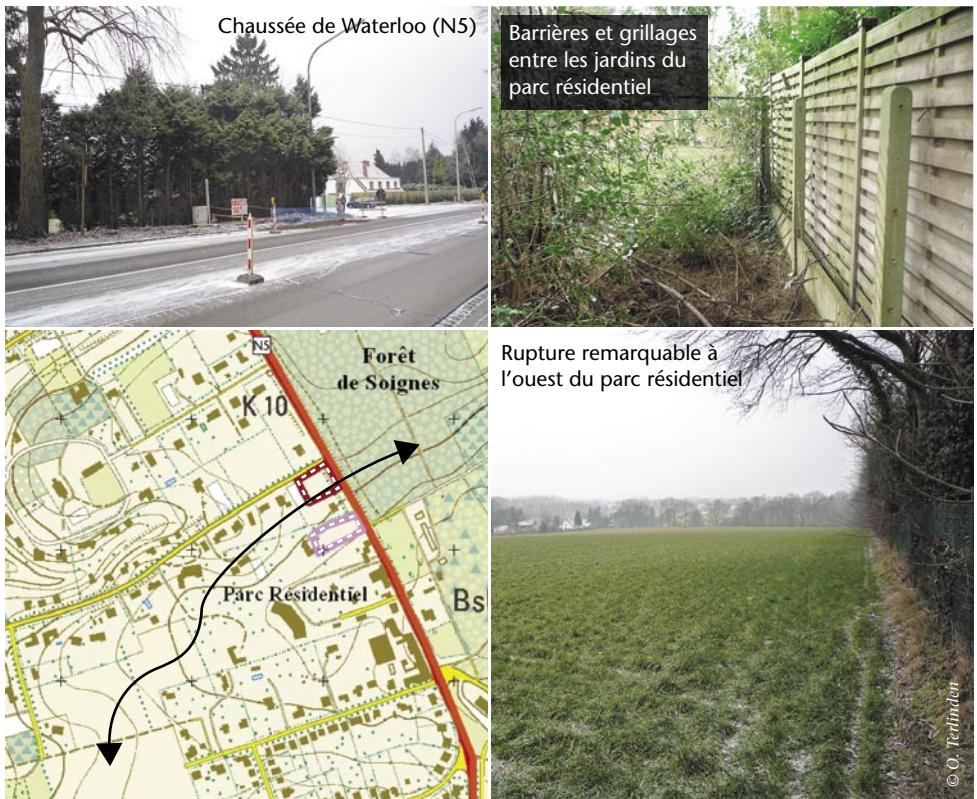 Chaussée de Waterloo (N5)
Barrières et grillages
entre les jardins du
parc résidentiel
N5
Forêt
de Soignes
K 10
Parc Résidentiel
Bs
Rupture remarquable à
l'ouest du parc résidentiel
© O. Terlinden